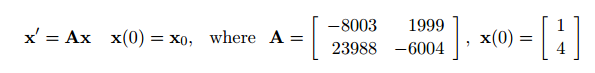 x′ = Ax x(0) = x₀, where A = [ −8003 1999 ; 23988 −6004 ], x(0) = [ 1 ; 4 ]